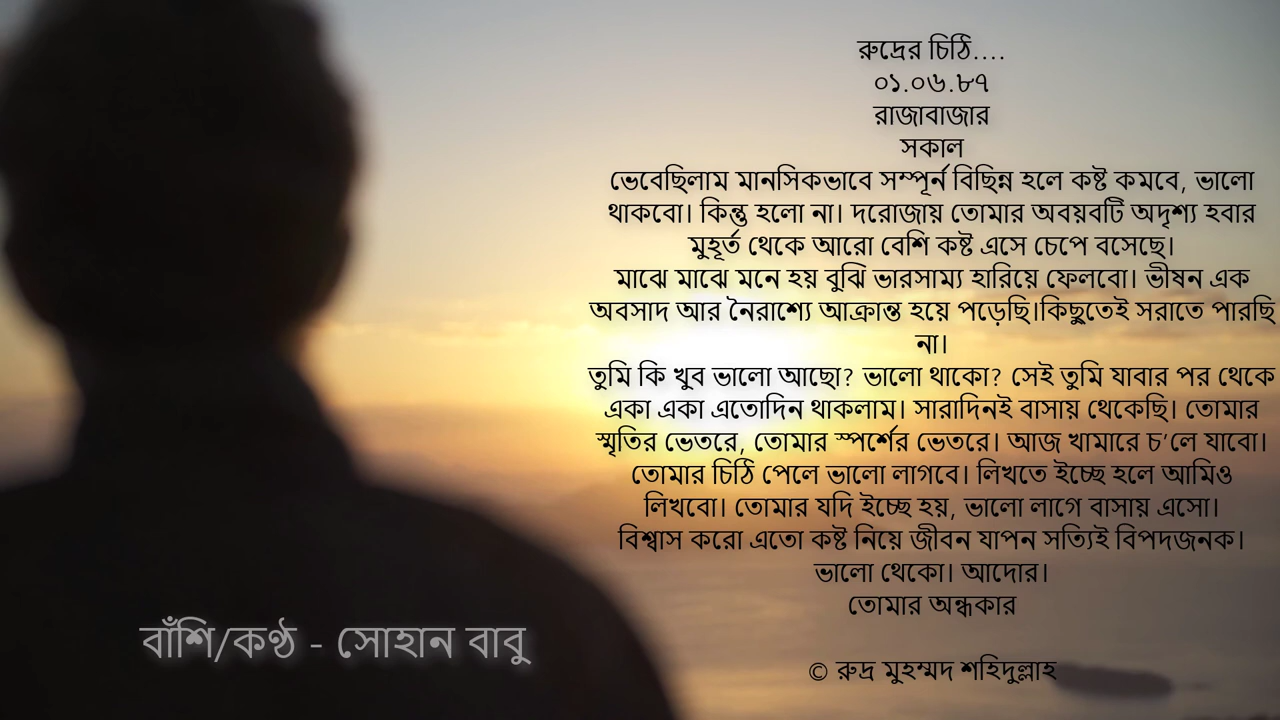 রুদ্রের চিঠি....
০১.০৬.৮৭
রাজাবাজার
সকাল
ভেবেছিলাম মানসিকভাবে সম্পূর্ন বিছিন্ন হলে কষ্ট কমবে, ভালো
থাকবো। কিন্তু হলো না। দরোজায় তোমার অবয়বটি অদৃশ্য হবার
মুহূর্ত থেকে আরো বেশি কষ্ট এসে চেপে বসেছে।
মাঝে মাঝে মনে হয় বুঝি ভারসাম্য হারিয়ে ফেলবো। ভীষন এক
অবসাদ আর নৈরাশ্যে আক্রান্ত হয়ে পড়েছি।কিছুতেই সরাতে পারছি
না।
তুমি কি খুব ভালো আছো? ভালো থাকো? সেই তুমি যাবার পর থেকে
একা একা এতোদিন থাকলাম। সারাদিনই বাসায় থেকেছি। তোমার
স্মৃতির ভেতরে, তোমার স্পর্শের ভেতরে। আজ খামারে চ'লে যাবো।
তোমার চিঠি পেলে ভালো লাগবে। লিখতে ইচ্ছে হলে আমিও
লিখবো। তোমার যদি ইচ্ছে হয়, ভালো লাগে বাসায় এসো।
বিশ্বাস করো এতো কষ্ট নিয়ে জীবন যাপন সত্যিই বিপদজনক।
ভালো থেকো। আদোর।
তোমার অন্ধকার
© রুদ্র মুহম্মদ শহিদুল্লাহ
বাঁশি/কণ্ঠ - সোহান বাবু